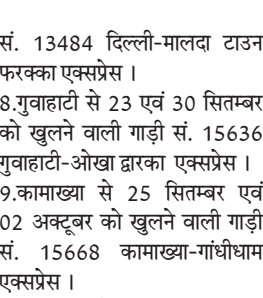 सं. 13484 दिल्ली-मालदा टाउन
फरक्का एक्सप्रेस ।
8.गुवाहाटी से 23 एवं 30 सितम्बर
को खुलने वाली गाड़ी सं. 15636
गुवाहाटी-ओखा द्वारका एक्सप्रेस ।
9.कामाख्या से 25 सितम्बर एवं
02 अक्टूबर को खुलने वाली गाड़ी
सं. 15668 कामाख्या-गांधीधाम
एक्सप्रेस ।